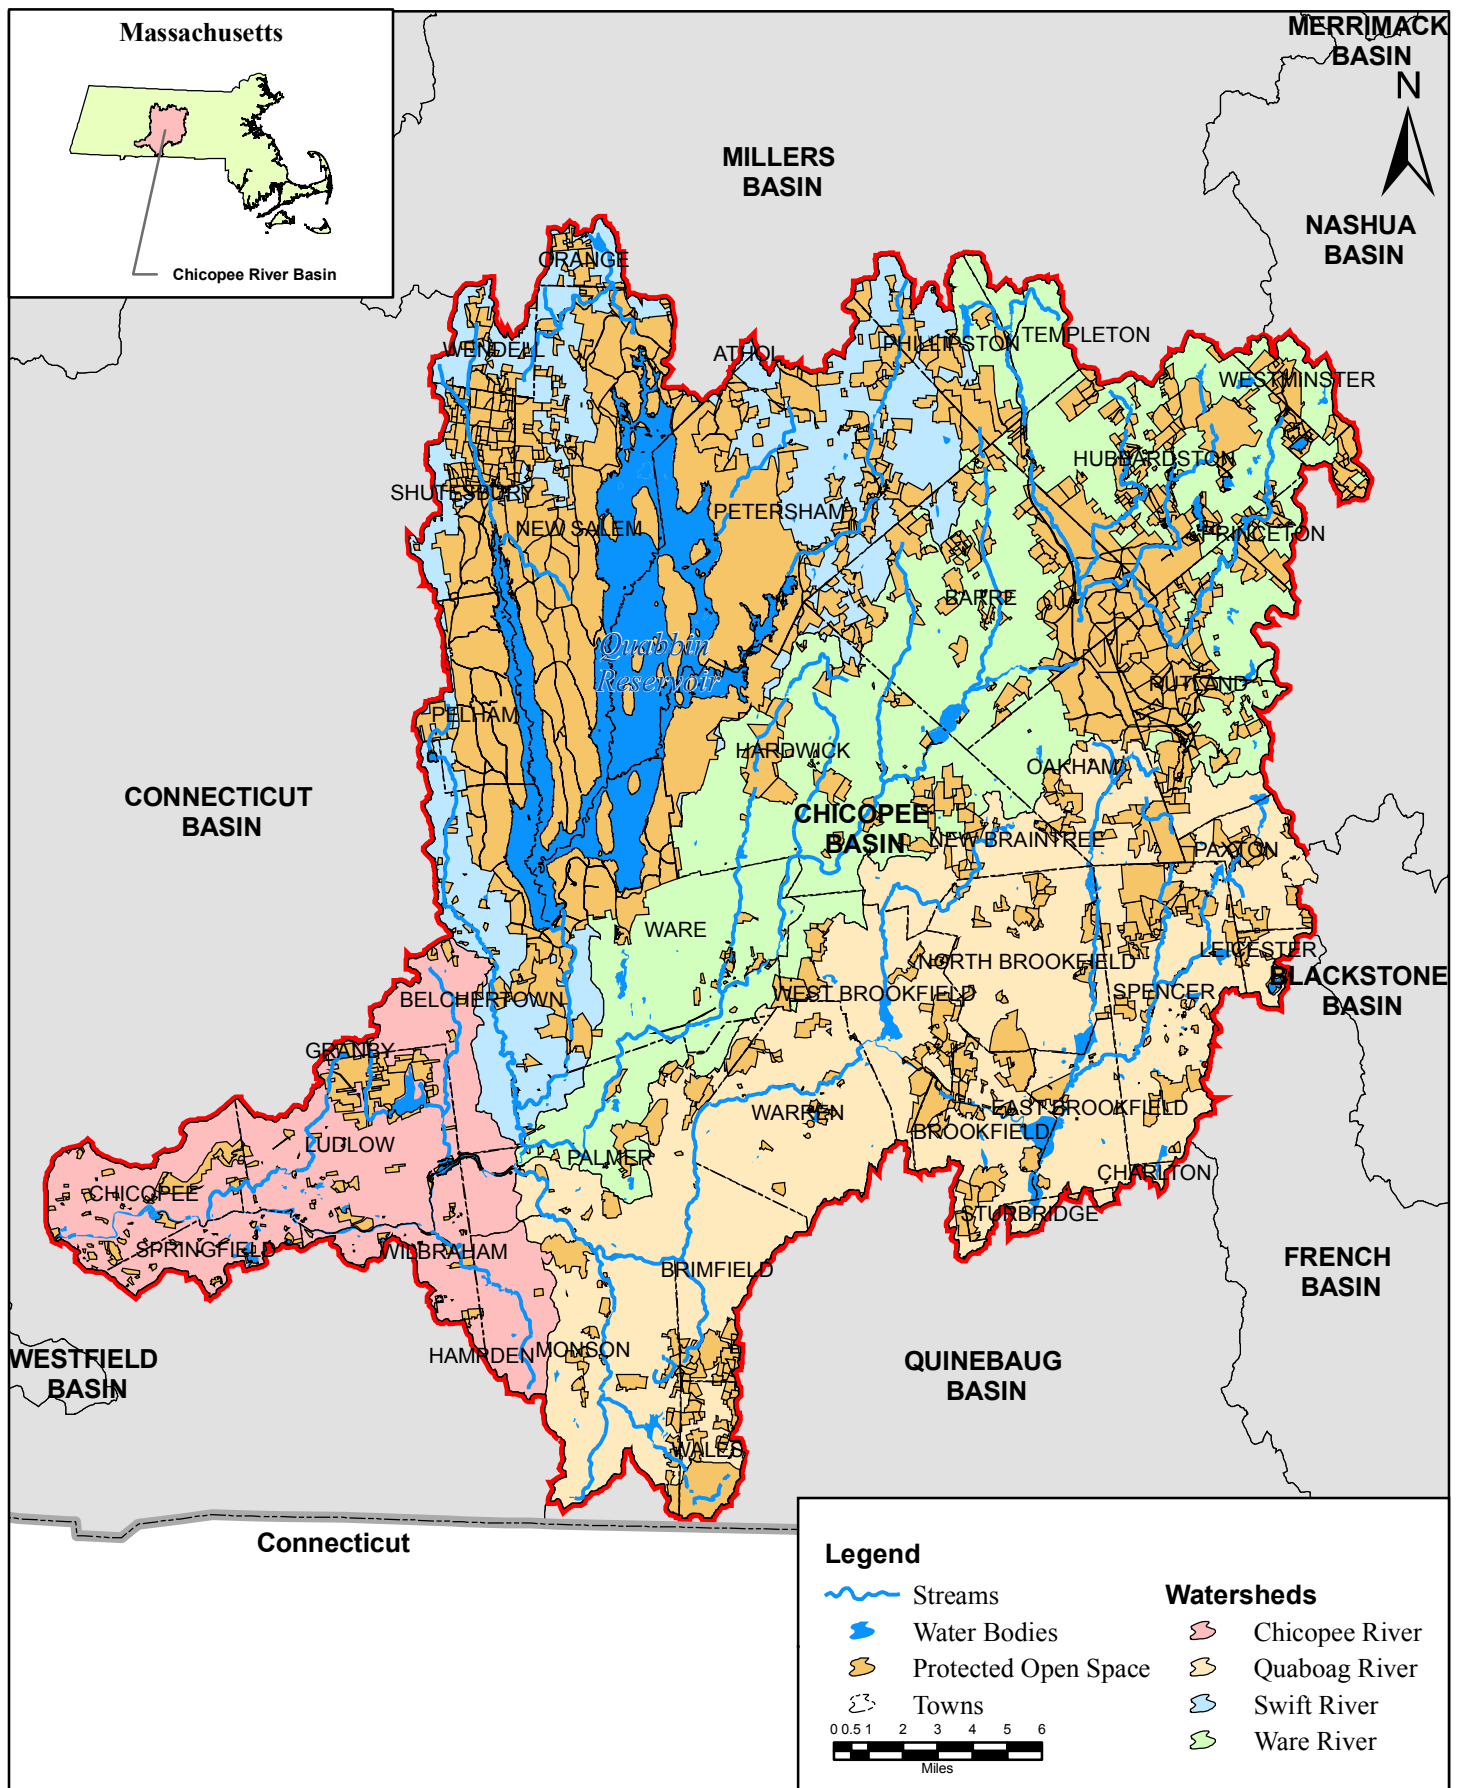 Massachusetts
Chicopee River Basin
MERRIMACK
BASIN
N
MILLERS
BASIN
NASHUA
BASIN
ORANGE
WENDELL
ATHOL
PHILLIPSTON
TEMPLETON
WESTMINSTER
HUBBARDSTON
SHUTESBURY
NEW SALEM
PETERSHAM
PRINCETON
BARRE
Quabbin
Reservoir
RUTLAND
PELHAM
HARDWICK
OAKHAM
CONNECTICUT
BASIN
CHICOPEE
BASIN
NEW BRAINTREE
PAXTON
WARE
NORTH BROOKFIELD
LEICESTER
BLACKSTONE
BASIN
BELCHERTOWN
WEST BROOKFIELD
SPENCER
GRANBY
LUDLOW
WARREN
EAST BROOKFIELD
BROOKFIELD
PALMER
CHARLTON
CHICOPEE
STURBRIDGE
SPRINGFIELD
WILBRAHAM
BRIMFIELD
FRENCH
BASIN
HAMPDEN
MONSON
WESTFIELD
BASIN
QUINEBAUG
BASIN
WALES
Connecticut
Legend
Streams
Water Bodies
Protected Open Space
Towns
0 0.5 1 2 3 4 5 6
Miles
Watersheds
Chicopee River
Quaboag River
Swift River
Ware River